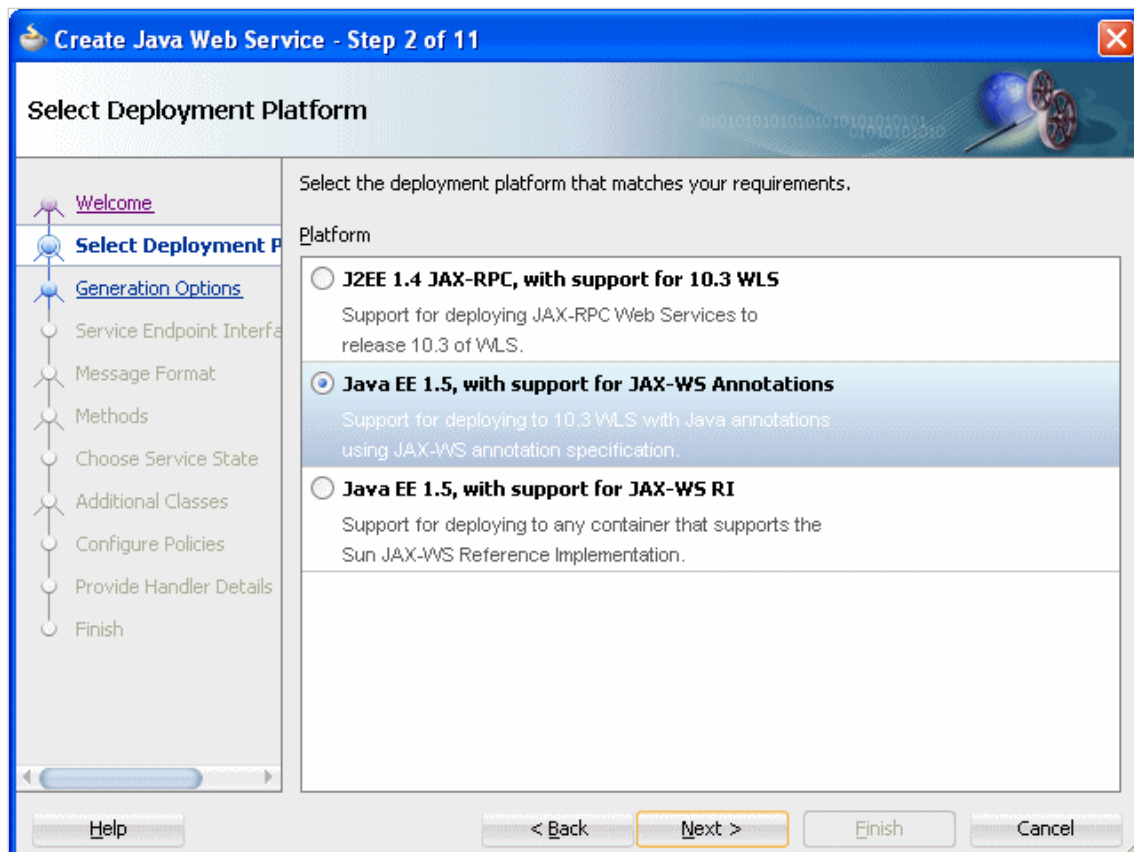 Create Java Web Service - Step 2 of 11
Select Deployment Platform
0101010101010101010101010101
01010101010
Welcome
Select Deployment P
Generation Options
Service Endpoint Interfa
Message Format
Methods
Choose Service State
Additional Classes
Configure Policies
Provide Handler Details
Finish
Select the deployment platform that matches your requirements.
Platform
J2EE 1.4 JAX-RPC, with support for 10.3 WLS
Support for deploying JAX-RPC Web Services to
release 10.3 of WLS.
Java EE 1.5, with support for JAX-WS Annotations
Support for deploying to 10.3 WLS with Java annotations
using JAX-WS annotation specification.
Java EE 1.5, with support for JAX-WS RI
Support for deploying to any container that supports the
Sun JAX-WS Reference Implementation.
Help
< Back
Next >
Finish
Cancel